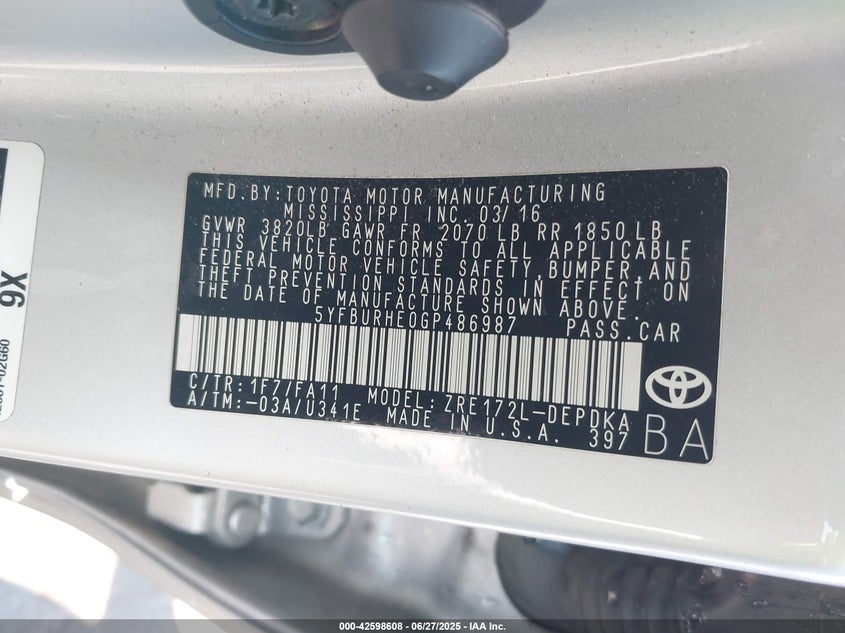 MFD.BY:TOYOTA MOTOR MANUFACTURING
MISSISSIPPI INC. 03/16
GVWR 3820LB GAWR FR 2070 LB RR 1850 LB
THIS VEHICLE CONFORMS TO ALL APPLICABLE
FEDERAL MOTOR VEHICLE SAFETY,BUMPER,AND
THEFT PREVENTION STANDARDS IN EFFECT ON
THE DATE OF MANUFACTURE SHOWN ABOVE.
5YFBURHE0GP486987 PASS.CAR
C/TR:1F7/FA11 MODEL:ZRE172L-DEPDKA
A/TM:-03A/U341E MADE IN U.S.A. 397
BA
9X
000-42598608 - 06/27/2025 - IAA Inc.